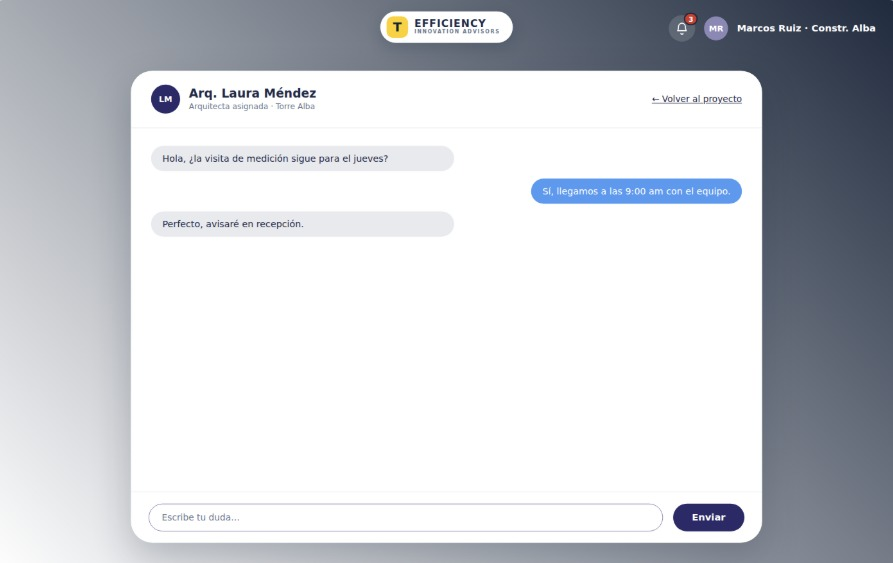 T EFFICIENCY
INNOVATION ADVISORS
3
MR Marcos Ruiz · Constr. Alba
LM
Arq. Laura Méndez
Arquitecta asignada · Torre Alba
← Volver al proyecto
Hola, ¿la visita de medición sigue para el jueves?
Sí, llegamos a las 9:00 am con el equipo.
Perfecto, avisaré en recepción.
Escribe tu duda...
Enviar